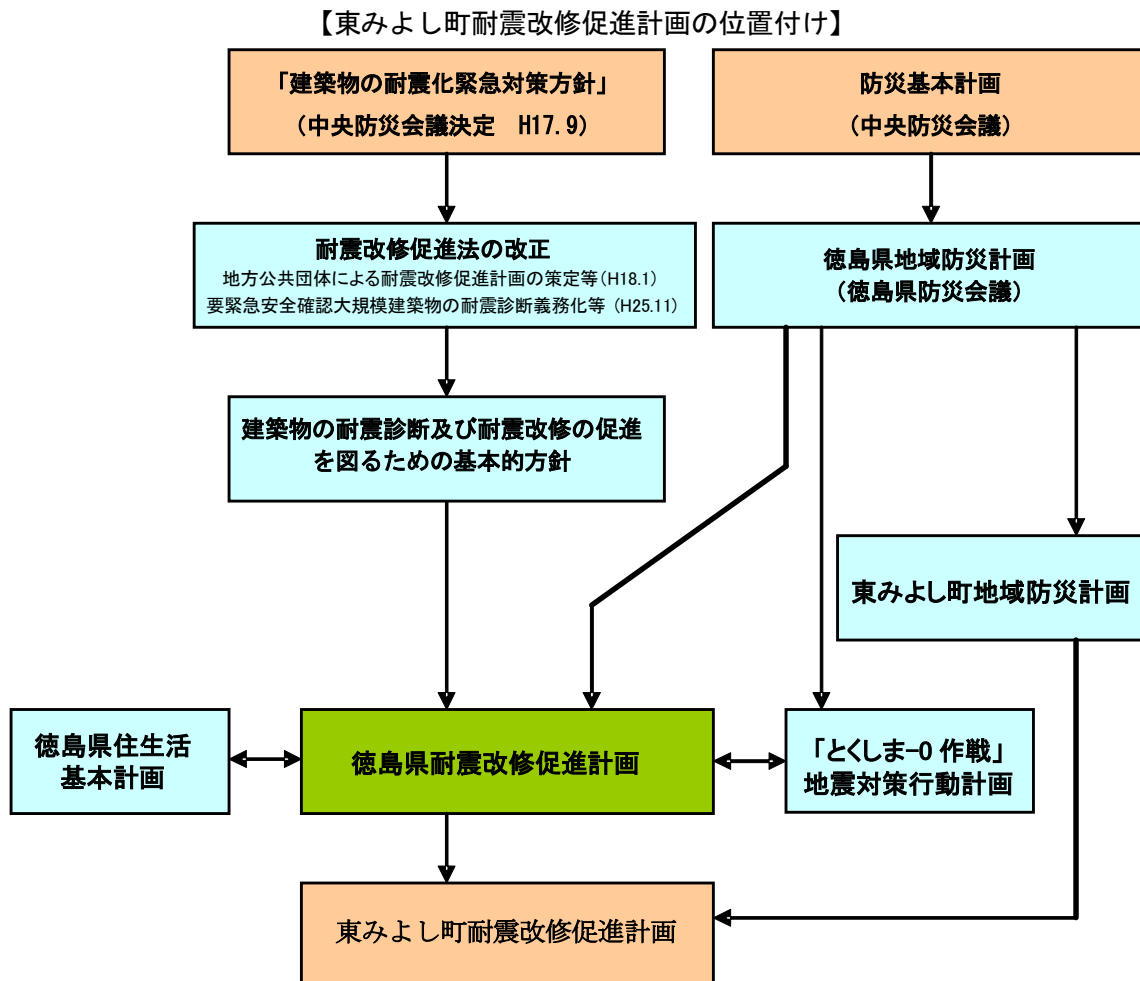 【東みよし町耐震改修促進計画の位置付け】
「建築物の耐震化緊急対策方針」
(中央防災会議決定　H17.9)
防災基本計画
(中央防災会議)
耐震改修促進法の改正
地方公共団体による耐震改修促進計画の策定等(H18.1)
要緊急安全確認大規模建築物の耐震診断義務化等 (H25.11)
徳島県地域防災計画
(徳島県防災会議)
建築物の耐震診断及び耐震改修の促進
を図るための基本的方針
東みよし町地域防災計画
徳島県住生活
基本計画
徳島県耐震改修促進計画
「とくしま−0 作戦」
地震対策行動計画
東みよし町耐震改修促進計画